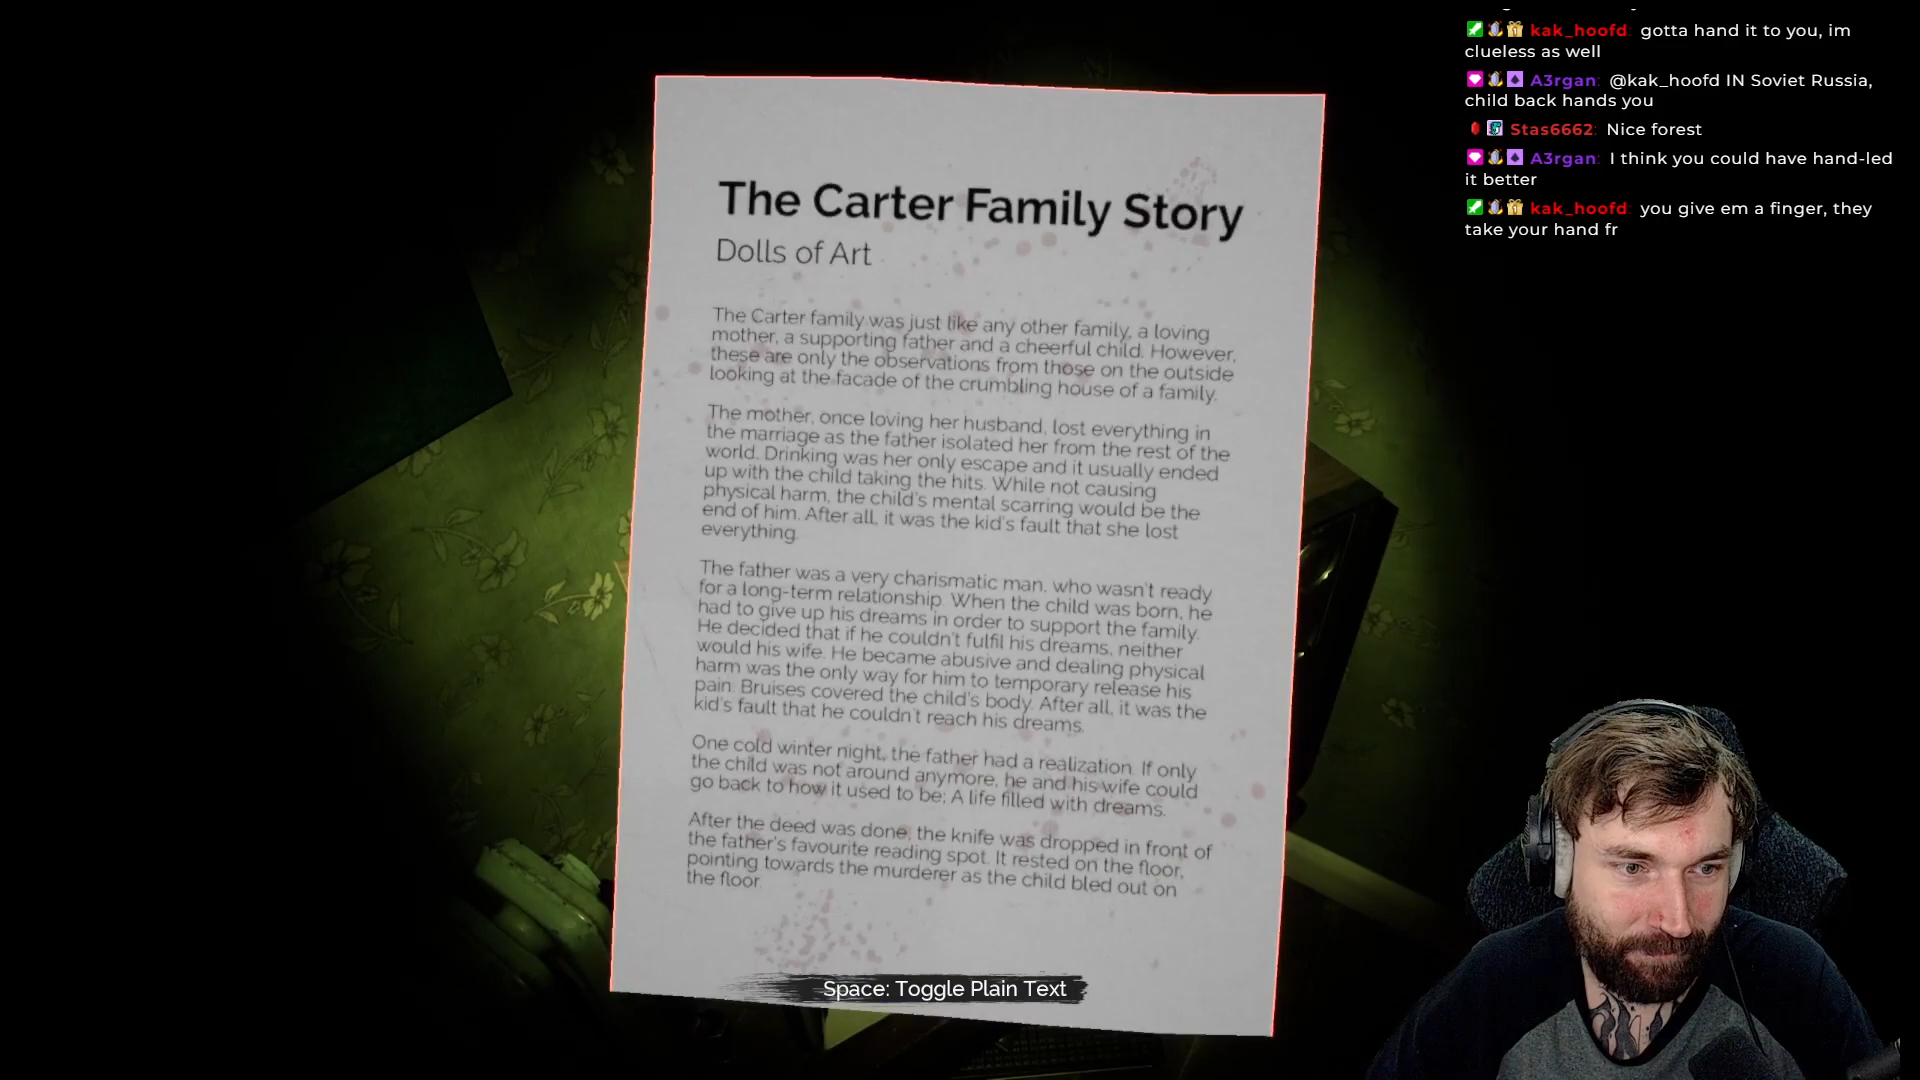 kak_hoofd: gotta hand it to you, im
clueless as well
A3rgan: @kak_hoofd IN Soviet Russia,
child back hands you
Stas6662: Nice forest
A3rgan: I think you could have hand-led
it better
kak_hoofd: you give em a finger, they
take your hand fr
The Carter Family Story
Dolls of Art
The Carter family was just like any other family, a loving
mother, a supporting father and a cheerful child. However,
these are only the observations from those on the outside
looking at the facade of the crumbling house of a family.
The mother, once loving her husband, lost everything in
the marriage as the father isolated her from the rest of the
world. Drinking was her only escape and it usually ended
up with the child taking the hits. While not causing
physical harm, the child's mental scarring would be the
end of him. After all, it was the kid's fault that she lost
everything.
The father was a very charismatic man, who wasn't ready
for a long-term relationship. When the child was born, he
had to give up his dreams in order to support the family.
He decided that if he couldn't fulfil his dreams, neither
would his wife. He became abusive and dealing physical
harm was the only way for him to temporary release his
pain. Bruises covered the child's body. After all, it was the
kid's fault that he couldn't reach his dreams.
One cold winter night, the father had a realization. If only
the child was not around anymore, he and his wife could
go back to how it used to be; A life filled with dreams.
After the deed was done, the knife was dropped in front of
the father's favourite reading spot. It rested on the floor,
pointing towards the murderer as the child bled out on
the floor.
Space: Toggle Plain Text